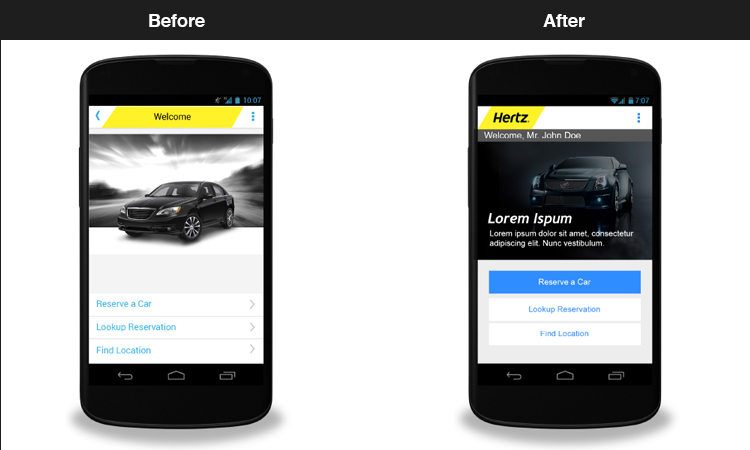 Before
After
10:07
Welcome
Reserve a Car
Lookup Reservation
Find Location
7:07
Hertz.
Welcome, Mr. John Doe
Lorem Ispum
Lorem ipsum dolor sit amet, consectetur
adipiscing elit. Nunc vestibulum.
Reserve a Car
Lookup Reservation
Find Location